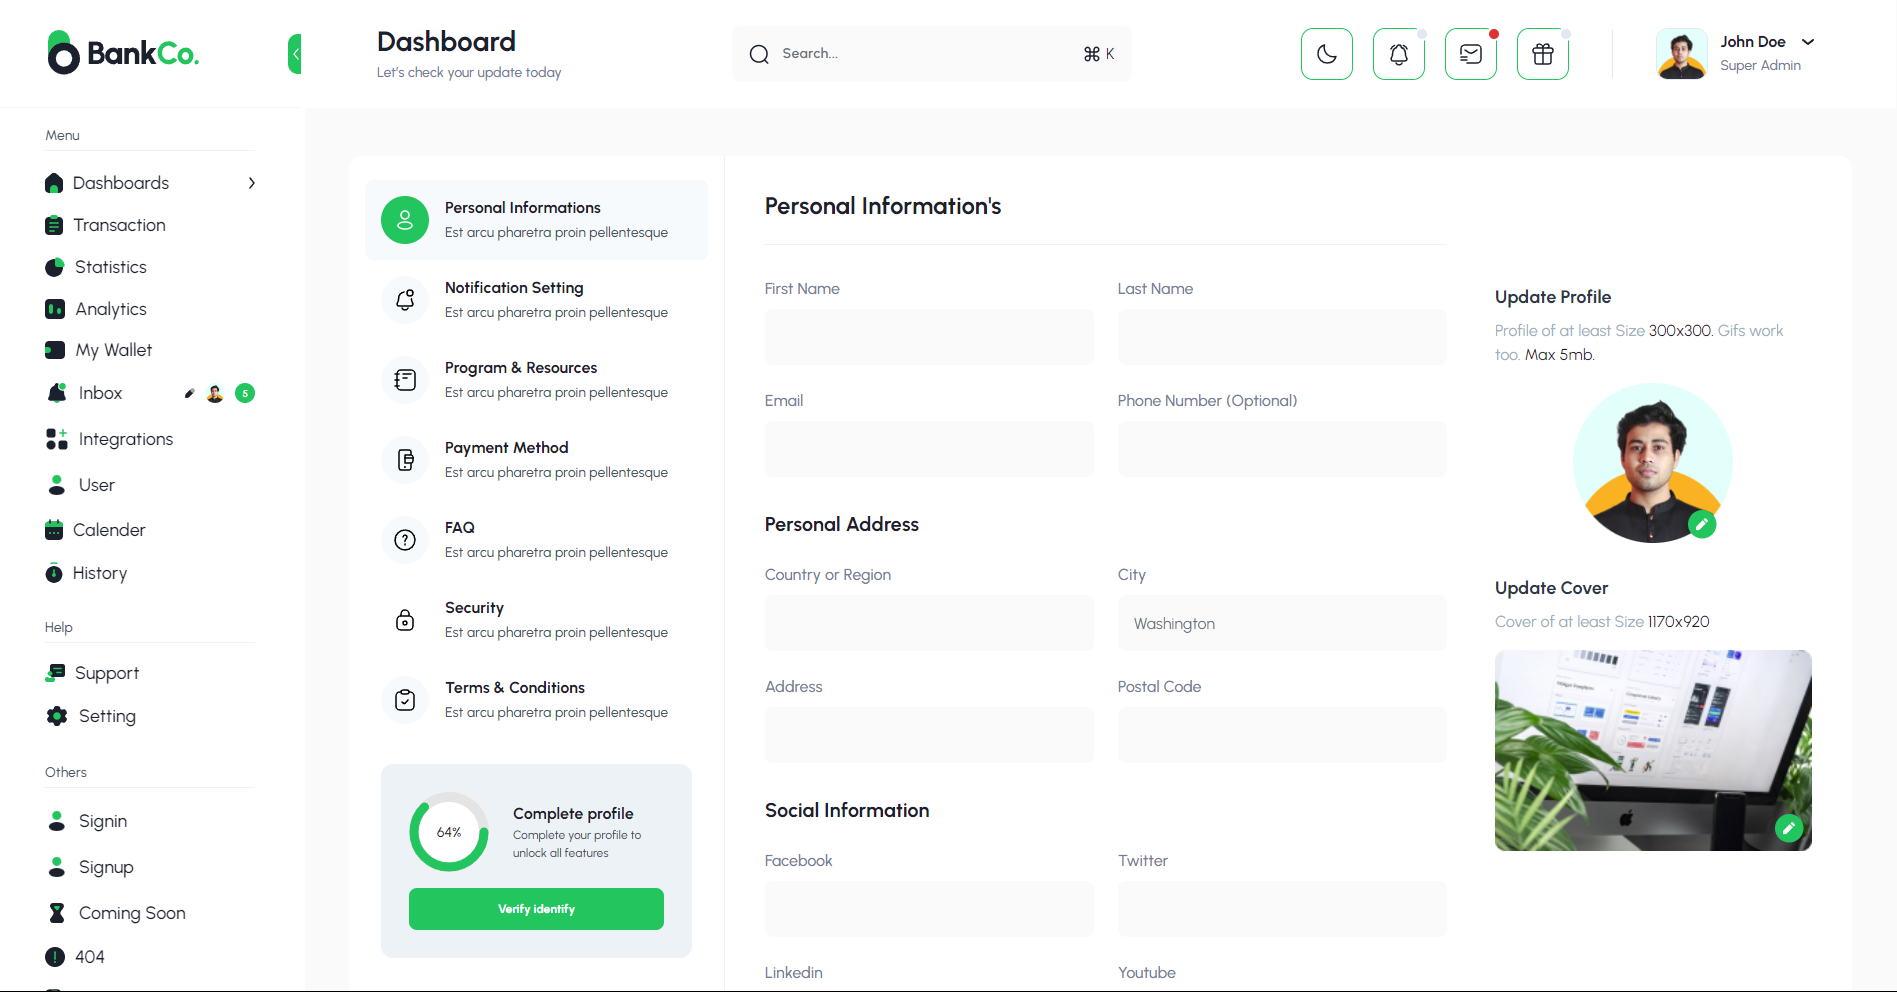 BankCo.
Dashboard
Let's check your update today
Search...
⌘ K
John Doe
Super Admin
Menu
Dashboards
Transaction
Statistics
Analytics
My Wallet
Inbox
5
Integrations
User
Calender
History
Help
Support
Setting
Others
Signin
Signup
Coming Soon
404
Personal Informations
Est arcu pharetra proin pellentesque
Notification Setting
Est arcu pharetra proin pellentesque
Program & Resources
Est arcu pharetra proin pellentesque
Payment Method
Est arcu pharetra proin pellentesque
FAQ
Est arcu pharetra proin pellentesque
Security
Est arcu pharetra proin pellentesque
Terms & Conditions
Est arcu pharetra proin pellentesque
64%
Complete profile
Complete your profile to
unlock all features
Verify identify
Personal Information's
First Name
Last Name
Email
Phone Number (Optional)
Personal Address
Country or Region
City
Washington
Address
Postal Code
Social Information
Facebook
Twitter
Linkedin
Youtube
Update Profile
Profile of at least Size 300x300. Gifs work
too. Max 5mb.
Update Cover
Cover of at least Size 1170x920